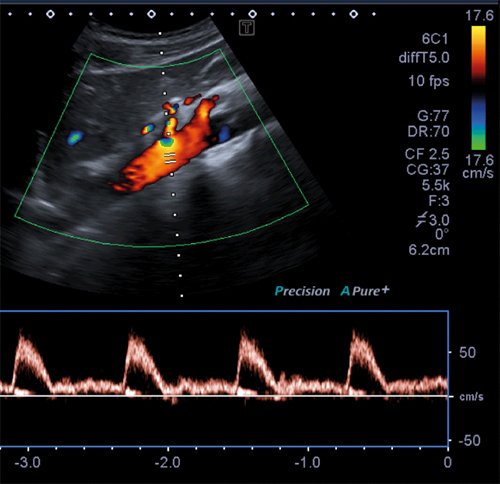 17.6
T
6C1
diffT5.0
10 fps
G:77
DR:70
CF 2.5
CG:37
5.5k
F:3
3.0
0°
6.2cm
17.6
cm/s
Precision A Pure+
50
cm/s
-50
-3.0 -2.0 -1.0 0